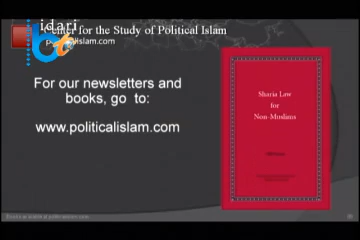 idari
Center for the Study of Political Islam
politicalislam.com
For our newsletters and
books, go to:
www.politicalislam.com
Sharia Law
for
Non-Muslims